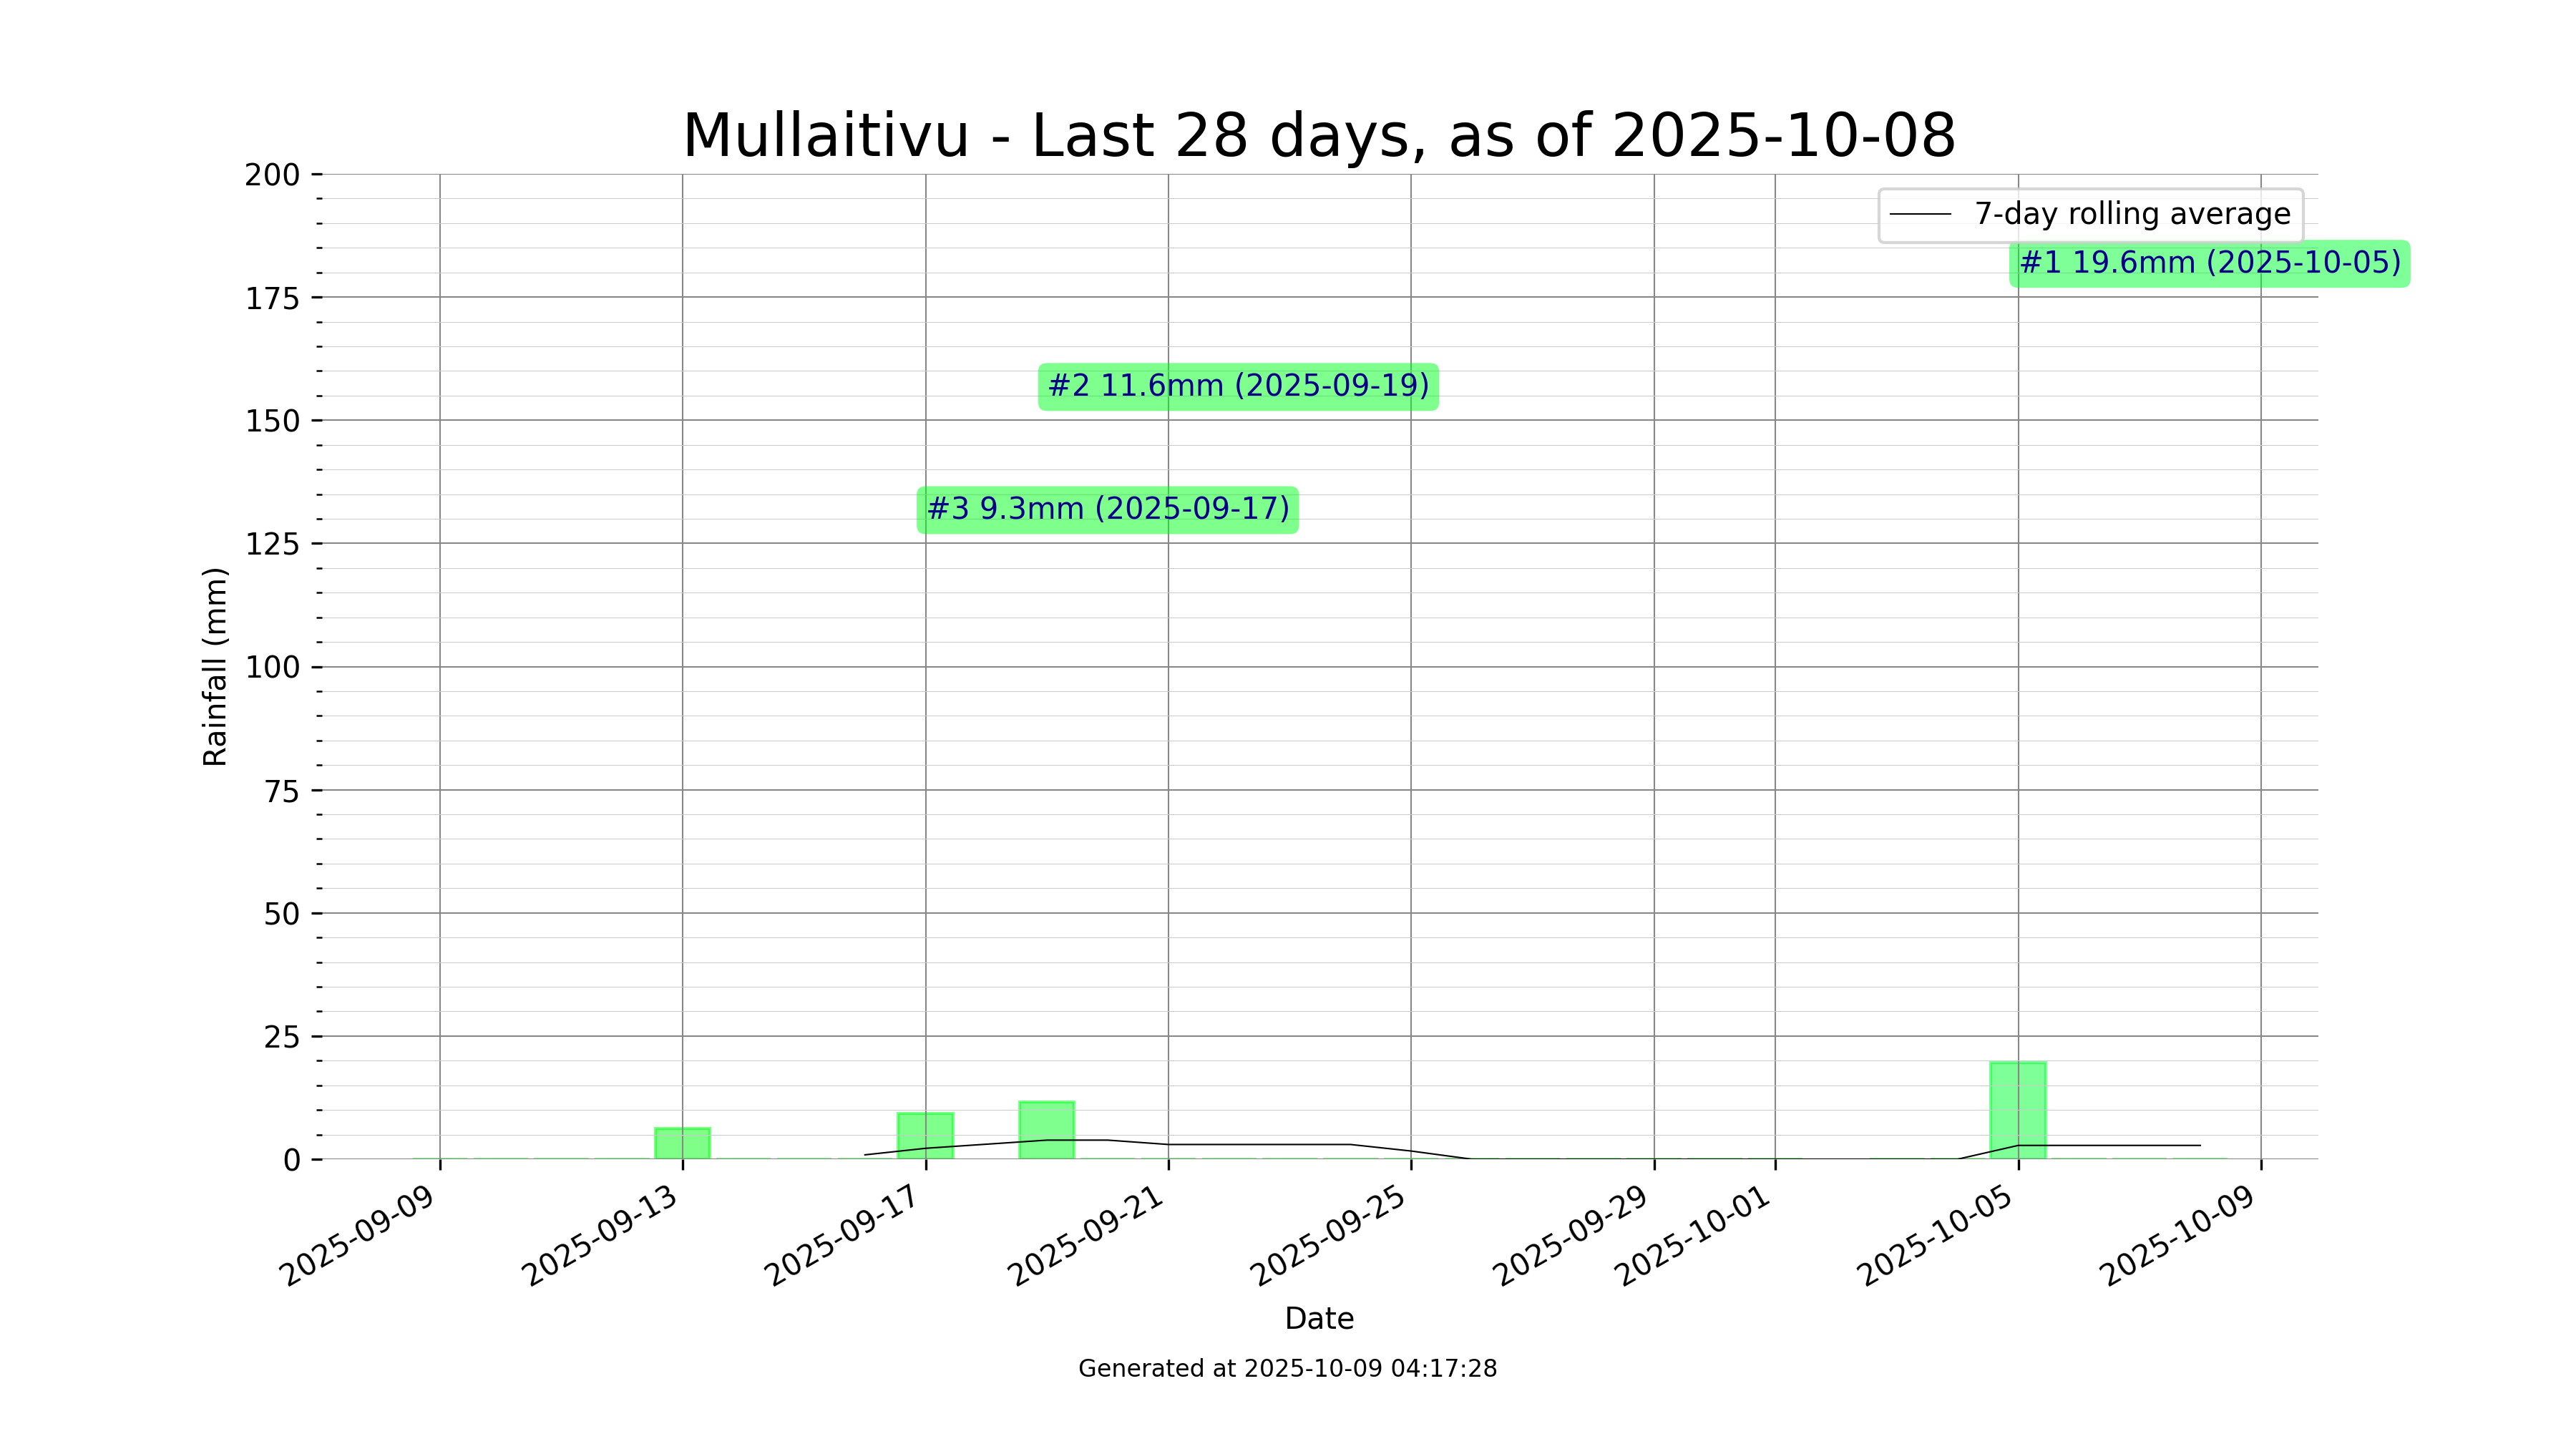 Mullaitivu - Last 28 days, as of 2025-10-08
200
175
150
125
100
75
50
25
0
Rainfall (mm)
7-day rolling average
#1 19.6mm (2025-10-05)
#2 11.6mm (2025-09-19)
#3 9.3mm (2025-09-17)
2025-09-09
2025-09-13
2025-09-17
2025-09-21
2025-09-25
2025-09-29
2025-10-01
2025-10-05
2025-10-09
Date
Generated at 2025-10-09 04:17:28